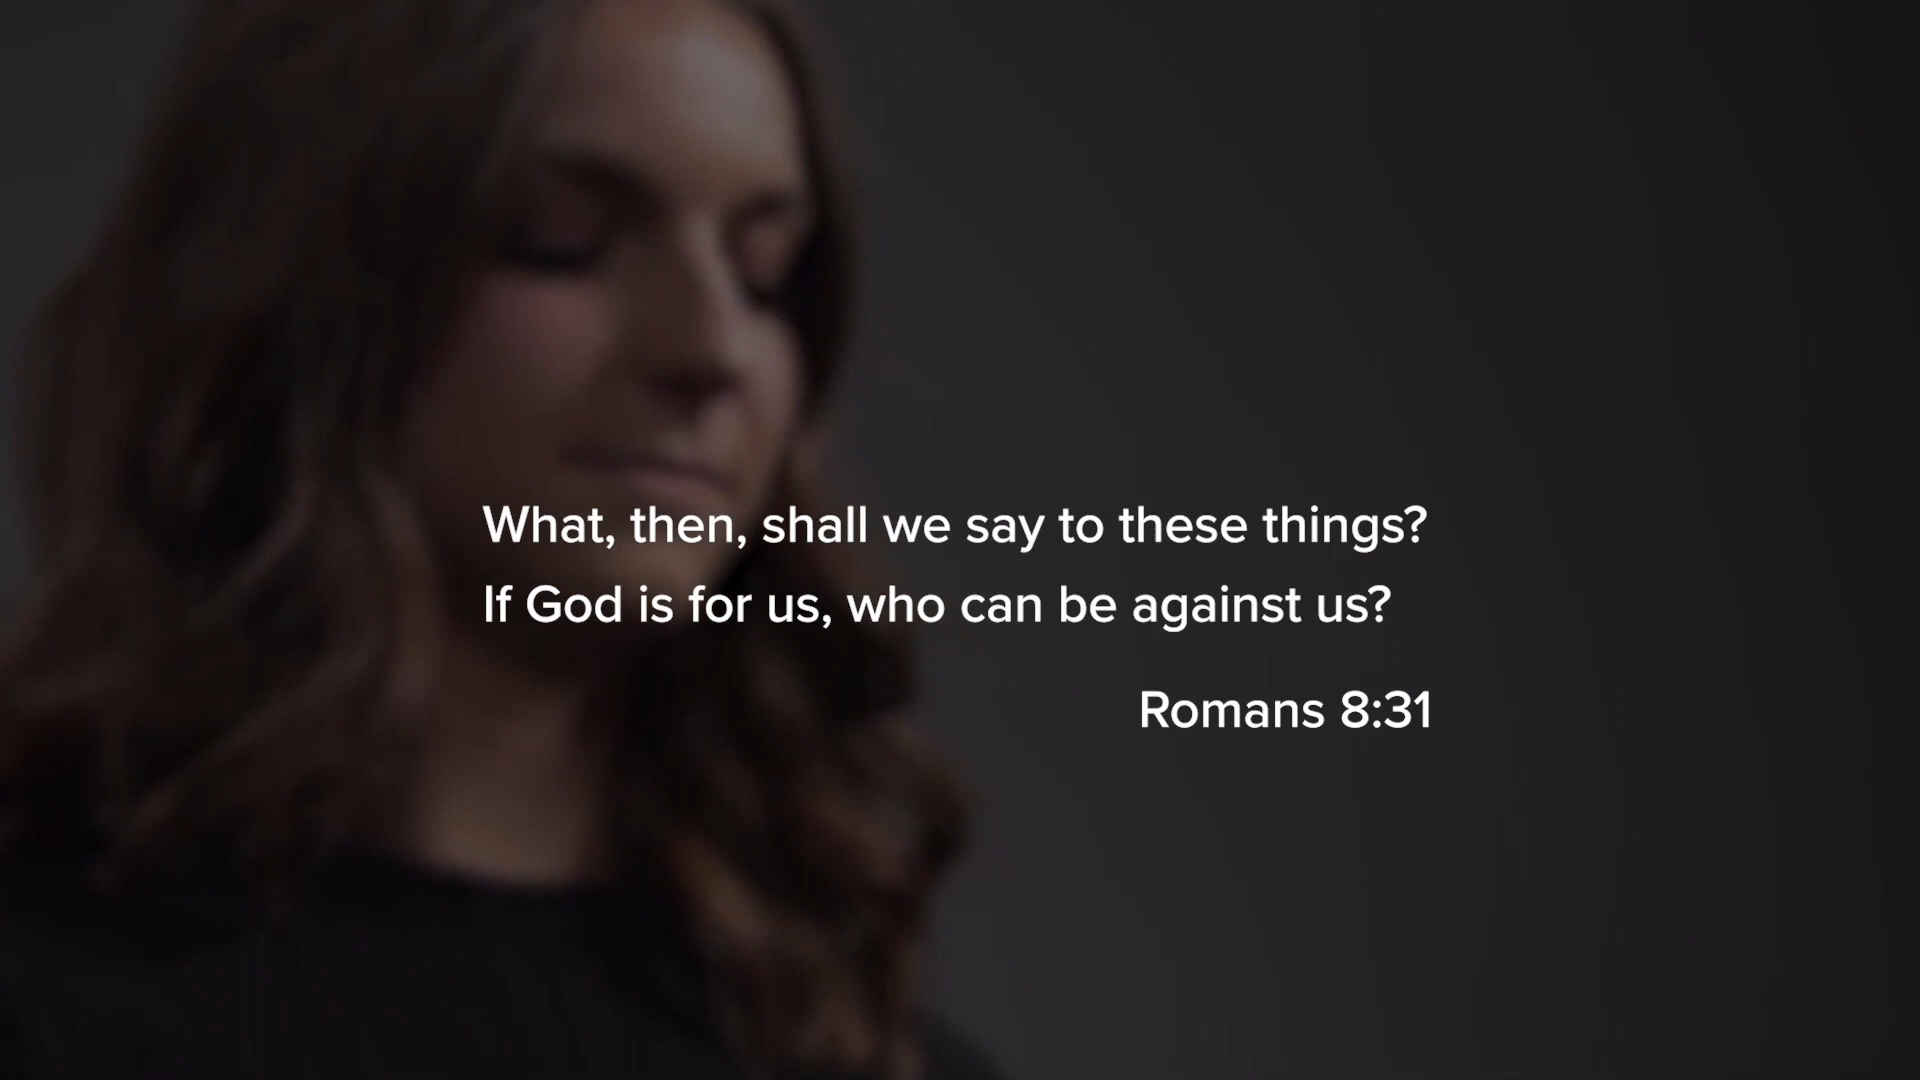 What, then, shall we say to these things?
If God is for us, who can be against us?
Romans 8:31